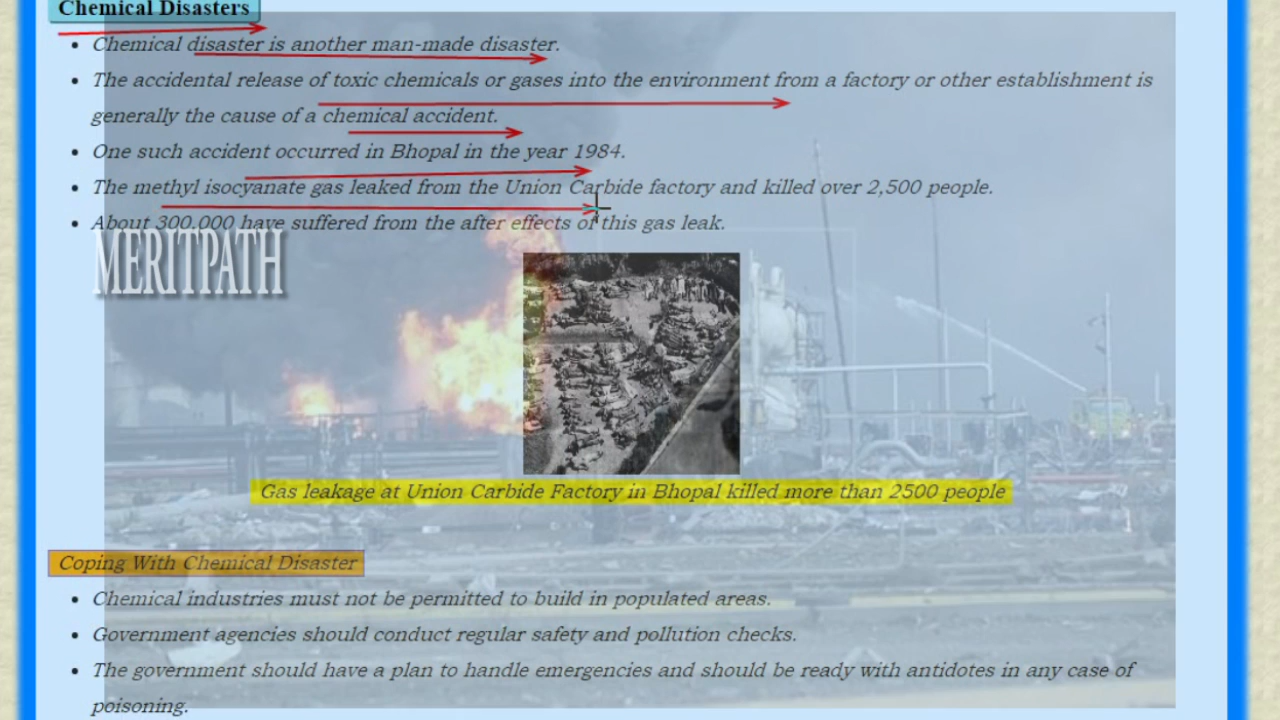 Chemical Disasters
• Chemical disaster is another man-made disaster.
• The accidental release of toxic chemicals or gases into the environment from a factory or other establishment is
generally the cause of a chemical accident.
• One such accident occurred in Bhopal in the year 1984.
• The methyl isocyanate gas leaked from the Union Carbide factory and killed over 2,500 people.
• About 300,000 have suffered from the after effects of this gas leak.
MERITPATH
Gas leakage at Union Carbide Factory in Bhopal killed more than 2500 people
Coping With Chemical Disaster
• Chemical industries must not be permitted to build in populated areas.
• Government agencies should conduct regular safety and pollution checks.
• The government should have a plan to handle emergencies and should be ready with antidotes in any case of
poisoning.